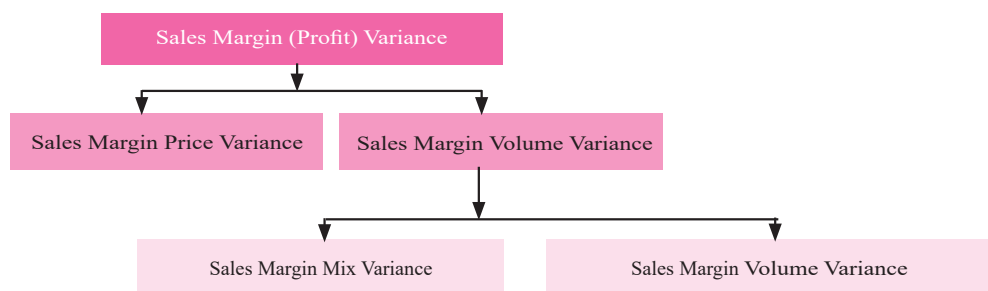 Sales Margin (Profit) Variance
Sales Margin Price Variance
Sales Margin Volume Variance
Sales Margin Mix Variance
Sales Margin Volume Variance